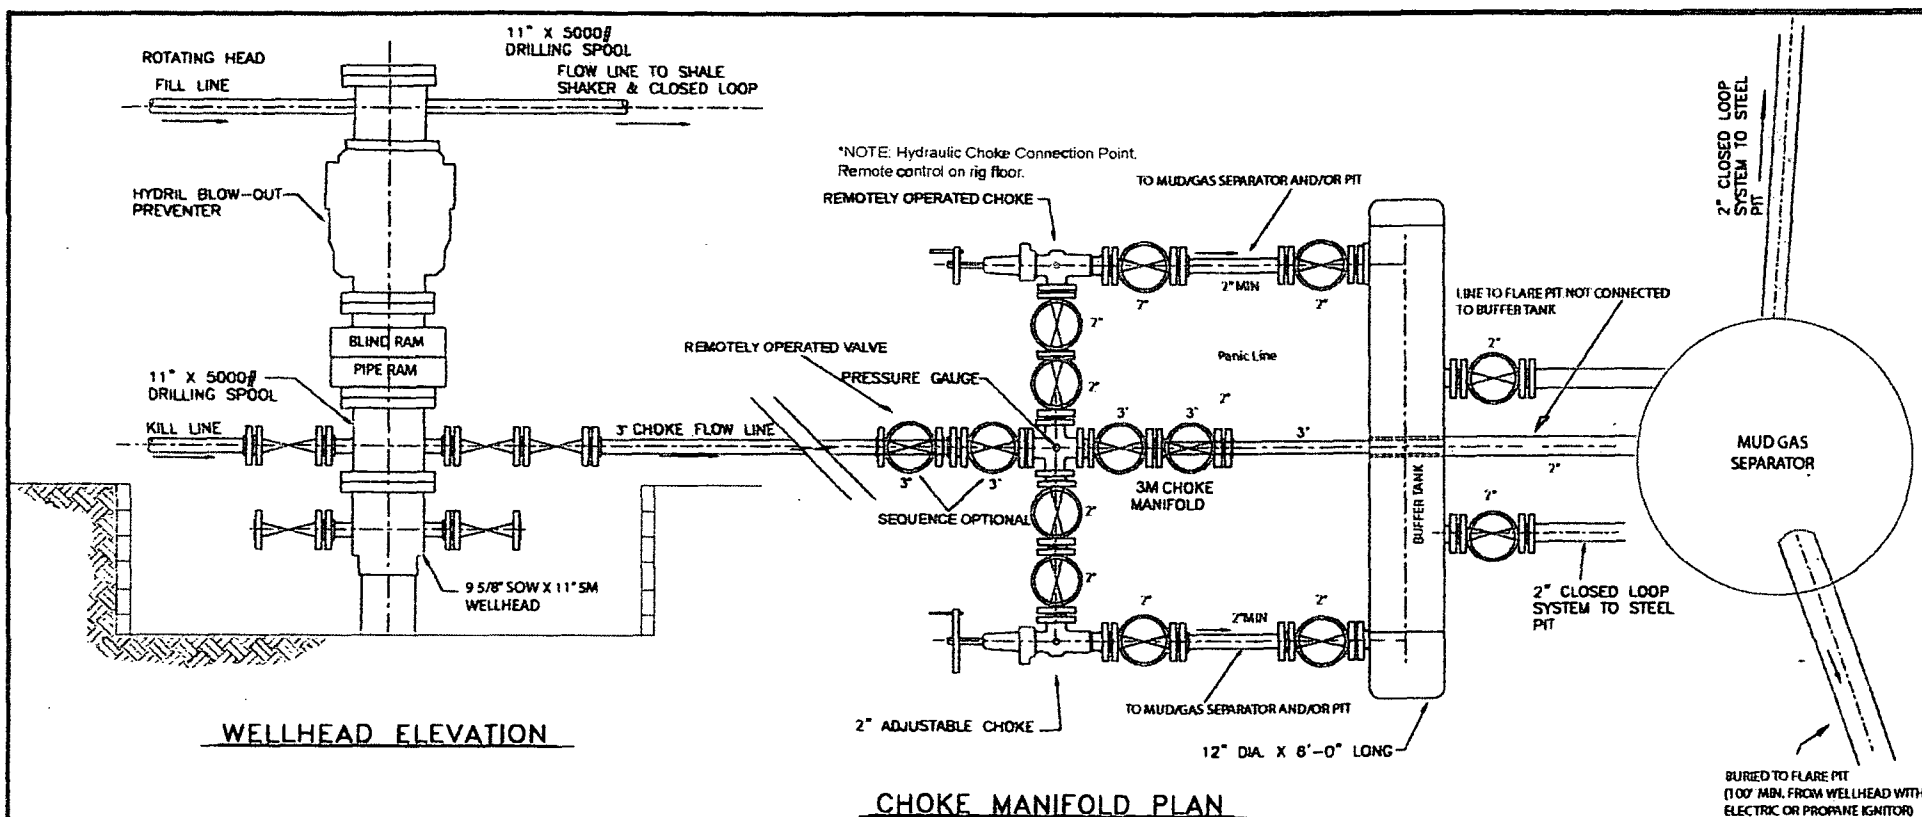 ROTATING HEAD
FILL LINE
11" X 5000#
DRILLING SPOOL
FLOW LINE TO SHALE
SHAKER & CLOSED LOOP
HYDRIL BLOW-OUT
PREVENTER
BLIND RAM
PIPE RAM
11" X 5000#
DRILLING SPOOL
KILL LINE
3" CHOKE FLOW LINE
9 5/8" SOW X 11" 5M
WELLHEAD
WELLHEAD ELEVATION
*NOTE: Hydraulic Choke Connection Point.
Remote control on rig floor.
REMOTELY OPERATED CHOKE
TO MUD/GAS SEPARATOR AND/OR PIT
2" MIN
2"
2"
2"
2"
REMOTELY OPERATED VALVE
PRESSURE GAUGE
Panic Line
2"
3"
3"
3"
3"
3"
SEQUENCE OPTIONAL
3M CHOKE
MANIFOLD
2"
2"
2"
2" MIN
2"
TO MUD/GAS SEPARATOR AND/OR PIT
2" ADJUSTABLE CHOKE
BUFFER TANK
12" DIA. X 6'-0" LONG
CHOKE MANIFOLD PLAN
2" CLOSED LOOP
SYSTEM TO STEEL
PIT
LINE TO FLARE PIT NOT CONNECTED
TO BUFFER TANK
2"
2"
2"
MUD GAS
SEPARATOR
2" CLOSED LOOP
SYSTEM TO STEEL
PIT
BURIED TO FLARE PIT
(100' MIN. FROM WELLHEAD WITH
ELECTRIC OR PROPANE IGNITOR)